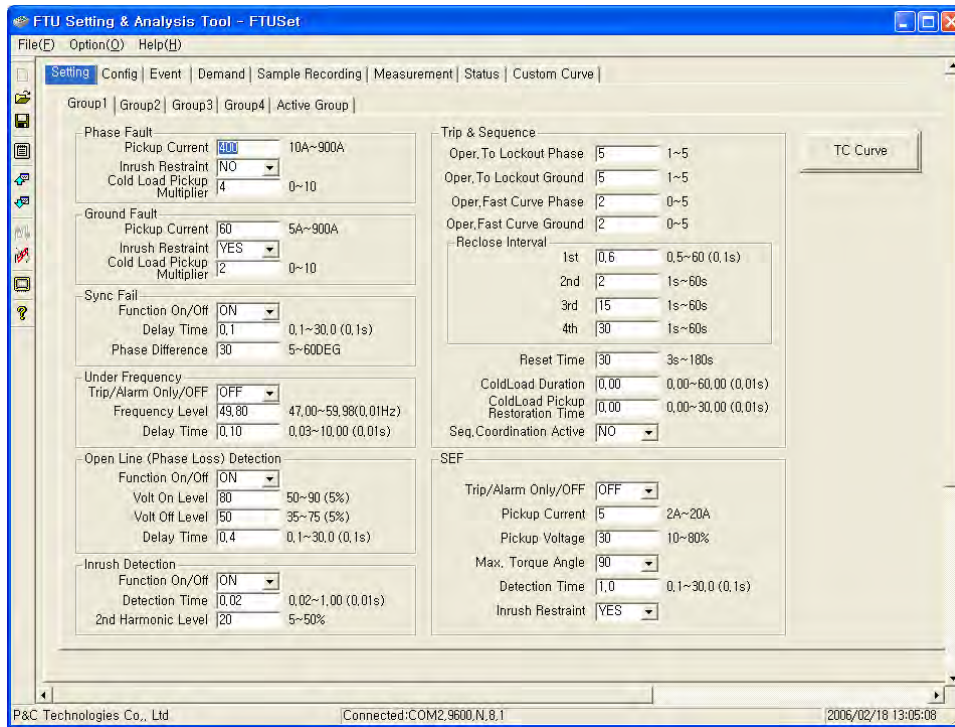 FTU Setting & Analysis Tool - FTUSet
File(F) Option(O) Help(H)
Setting Config Event Demand Sample Recording Measurement Status Custom Curve
Group1 Group2 Group3 Group4 Active Group
Phase Fault
Pickup Current 400 10A~900A
Inrush Restraint NO
Cold Load Pickup
Multiplier 4 0~10
Ground Fault
Pickup Current 60 5A~900A
Inrush Restraint YES
Cold Load Pickup
Multiplier 2 0~10
Sync Fail
Function On/Off ON
Delay Time 0,1 0,1~30,0 (0,1s)
Phase Difference 30 5~60DEG
Under Frequency
Trip/Alarm Only/OFF OFF
Frequency Level 49,80 47,00~59,98(0,01Hz)
Delay Time 0,10 0,03~10,00 (0,01s)
Open Line (Phase Loss) Detection
Function On/Off ON
Volt On Level 80 50~90 (5%)
Volt Off Level 50 35~75 (5%)
Delay Time 0,4 0,1~30,0 (0,1s)
Inrush Detection
Function On/Off ON
Detection Time 0,02 0,02~1,00 (0,01s)
2nd Harmonic Level 20 5~50%
Trip & Sequence
Oper,To Lockout Phase 5 1~5
Oper,To Lockout Ground 5 1~5
Oper,Fast Curve Phase 2 0~5
Oper,Fast Curve Ground 2 0~5
Reclose Interval
1st 0,6 0,5~60 (0,1s)
2nd 2 1s~60s
3rd 15 1s~60s
4th 30 1s~60s
Reset Time 30 3s~180s
ColdLoad Duration 0,00 0,00~60,00 (0,01s)
ColdLoad Pickup
Restoration Time 0,00 0,00~30,00 (0,01s)
Seq,Coordination Active NO
SEF
Trip/Alarm Only/OFF OFF
Pickup Current 5 2A~20A
Pickup Voltage 30 10~80%
Max, Torque Angle 90
Detection Time 1,0 0,1~30,0 (0,1s)
Inrush Restraint YES
TC Curve
P&C Technologies Co,, Ltd Connected:COM2,9600,N,8,1 2006/02/18 13:05:08